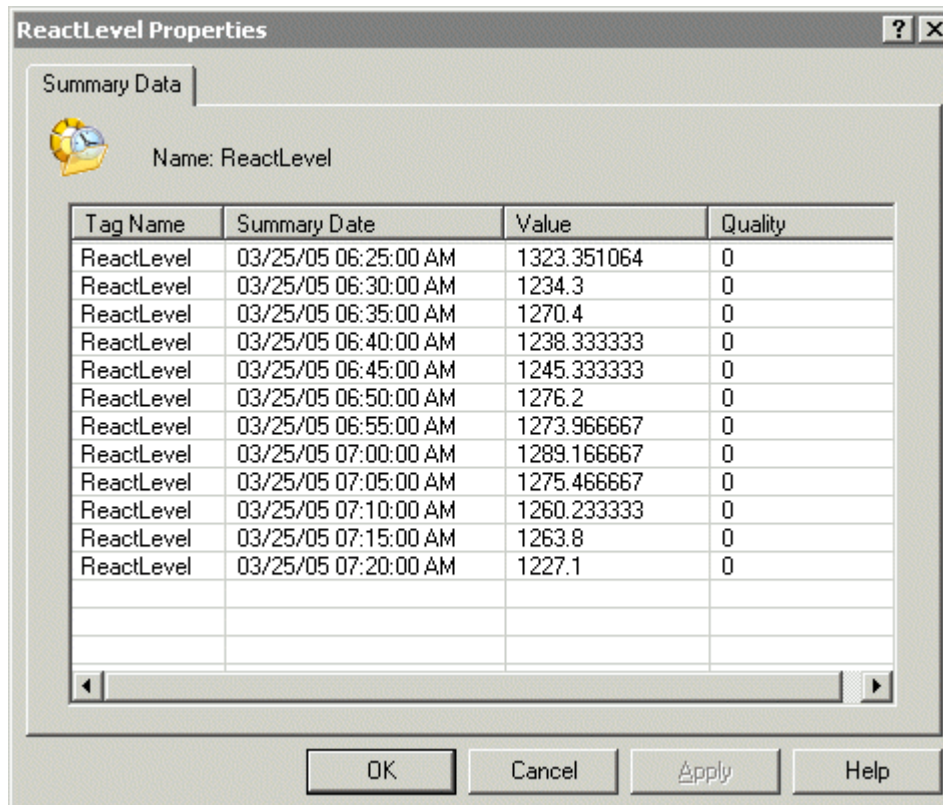 ReactLevel Properties
Summary Data
Name: ReactLevel
Tag Name Summary Date Value Quality
ReactLevel 03/25/05 06:25:00 AM 1323.351064 0
ReactLevel 03/25/05 06:30:00 AM 1234.3 0
ReactLevel 03/25/05 06:35:00 AM 1270.4 0
ReactLevel 03/25/05 06:40:00 AM 1238.333333 0
ReactLevel 03/25/05 06:45:00 AM 1245.333333 0
ReactLevel 03/25/05 06:50:00 AM 1276.2 0
ReactLevel 03/25/05 06:55:00 AM 1273.966667 0
ReactLevel 03/25/05 07:00:00 AM 1289.166667 0
ReactLevel 03/25/05 07:05:00 AM 1275.466667 0
ReactLevel 03/25/05 07:10:00 AM 1260.233333 0
ReactLevel 03/25/05 07:15:00 AM 1263.8 0
ReactLevel 03/25/05 07:20:00 AM 1227.1 0
OK Cancel Apply Help